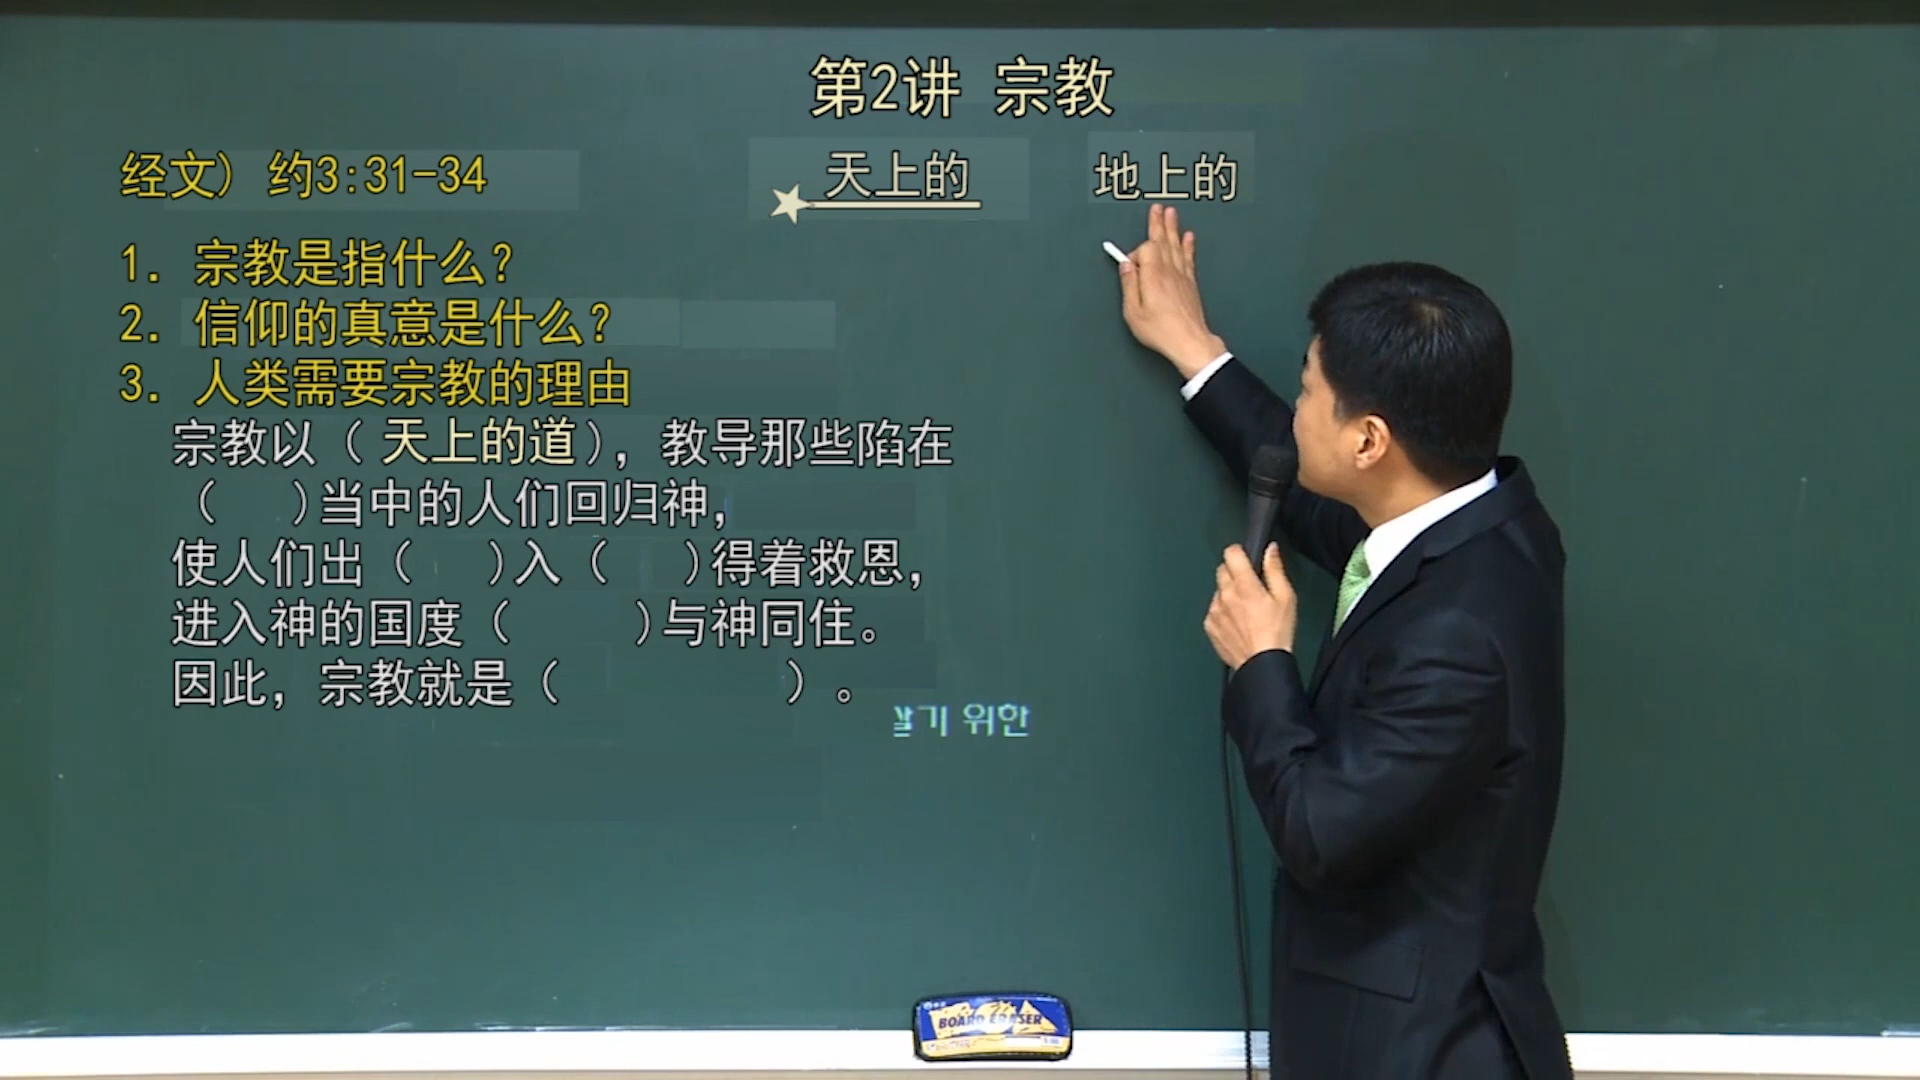 第2讲 宗教
经文) 约3:31-34
天上的 地上的
1. 宗教是指什么?
2. 信仰的真意是什么?
3. 人类需要宗教的理由
宗教以( 天上的道), 教导那些陷在
( )当中的人们回归神,
使人们出( )入( )得着救恩,
进入神的国度( )与神同住。
因此, 宗教就是( )。
위한
BOARD ERASER